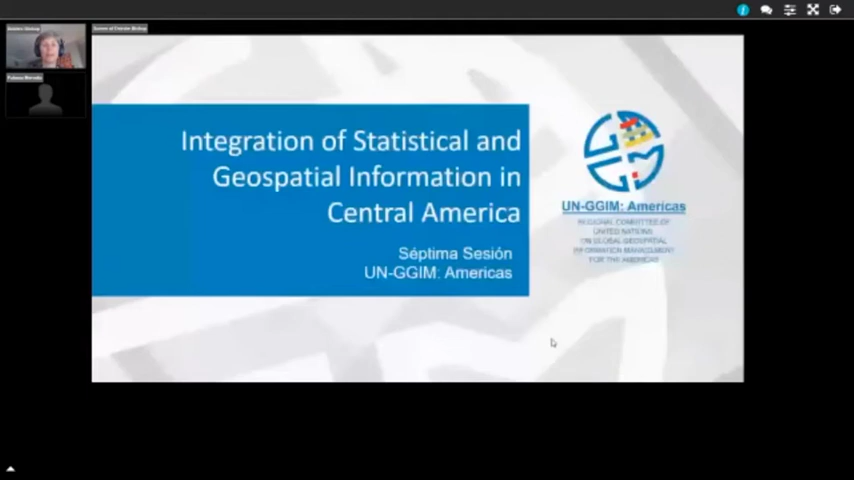 Integration of Statistical and
Geospatial Information in
Central America
Séptima Sesión
UN-GGIM: Americas
UN-GGIM: Americas
REGIONAL COMMITTEE OF
UNITED NATIONS
ON GLOBAL GEOSPATIAL
INFORMATION MANAGEMENT
FOR THE AMERICAS